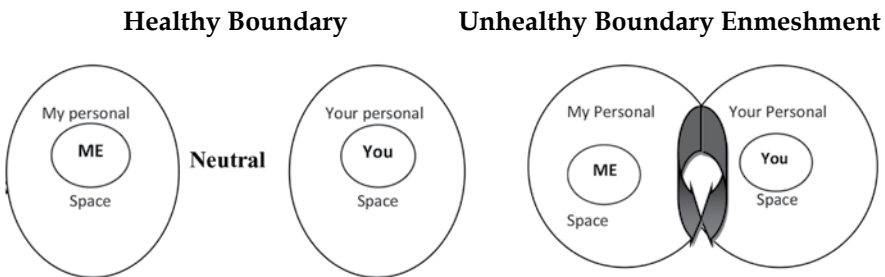 Healthy Boundary
Unhealthy Boundary Enmeshment
My personal
ME
Space
Neutral
Your personal
You
Space
My Personal
ME
Space
Your Personal
You
Space